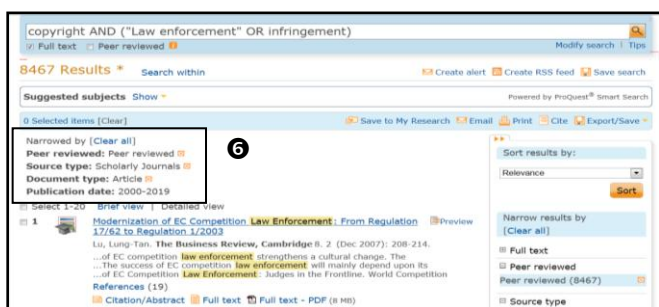 copyright AND ("Law enforcement" OR infringement)
Full text Peer reviewed
Modify search | Tips
8467 Results * Search within
Create alert Create RSS feed Save search
Suggested subjects Show
Powered by ProQuest® Smart Search
0 Selected items [Clear]
Save to My Research Email Print Cite Export/Save
Narrowed by [Clear all]
Peer reviewed: Peer reviewed
Source type: Scholarly Journals
Document type: Article
Publication date: 2000-2019
❻
Sort results by:
Relevance
Sort
Select 1-20 Brief view | Detailed view
1 Modernization of EC Competition Law Enforcement: From Regulation
17/62 to Regulation 1/2003
Preview
Lu, Lung-Tan. The Business Review, Cambridge 8. 2 (Dec 2007): 208-214.
...of EC competition law enforcement strengthens a cultural change. The
...The success of EC competition law enforcement will mainly depend upon its
...of EC Competition Law Enforcement: Judges in the Frontline. World Competition
References (19)
Citation/Abstract Full text Full text - PDF (8 MB)
Narrow results by
[Clear all]
Full text
Peer reviewed
Peer reviewed (8467)
Source type